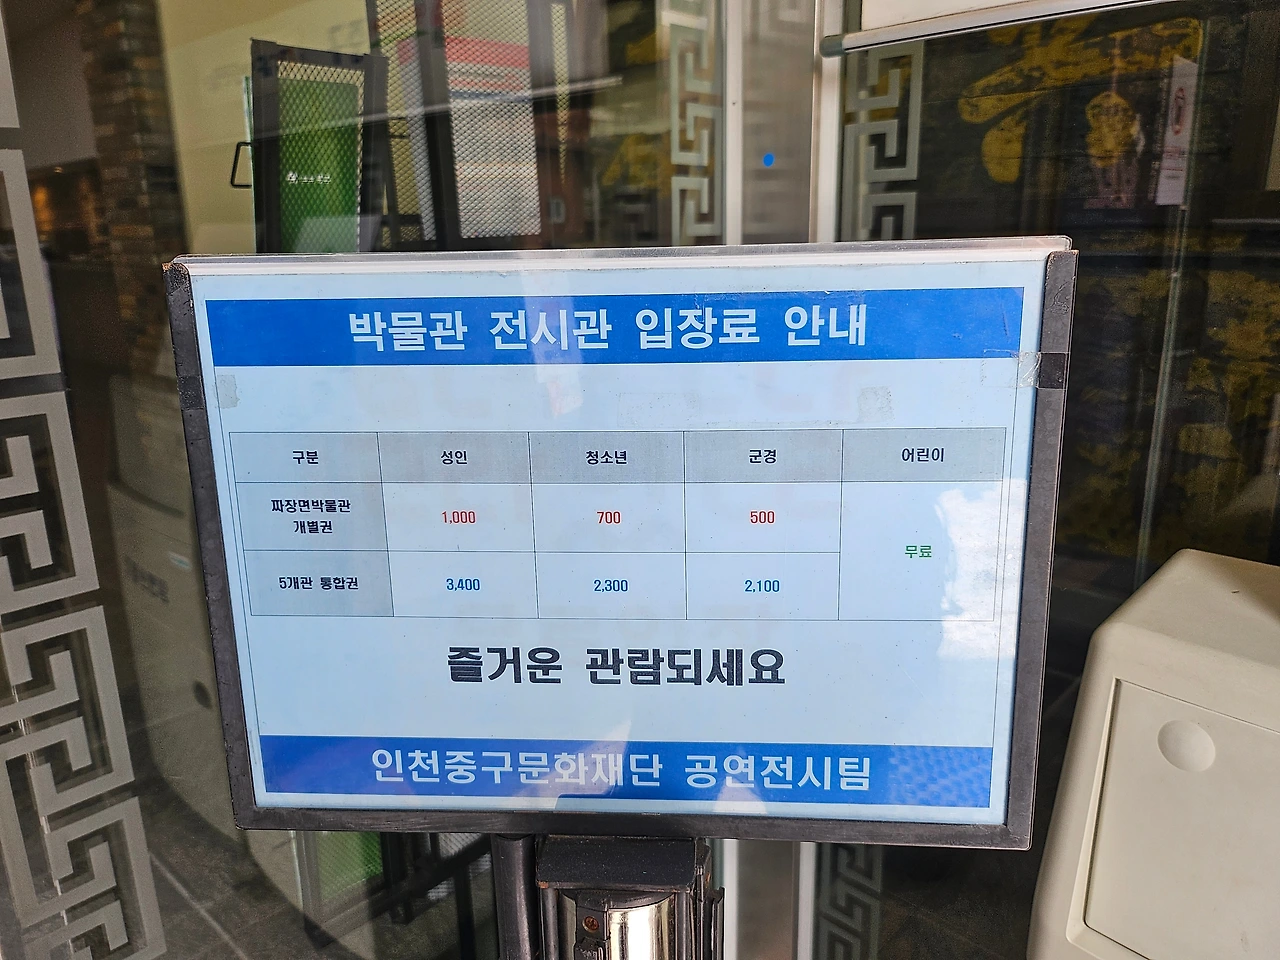 박물관 전시관 입장료 안내
구분 성인 청소년 군경 어린이
짜장면박물관
개별권 1,000 700 500 무료
5개관 통합권 3,400 2,300 2,100
즐거운 관람되세요
인천중구문화재단 공연전시팀